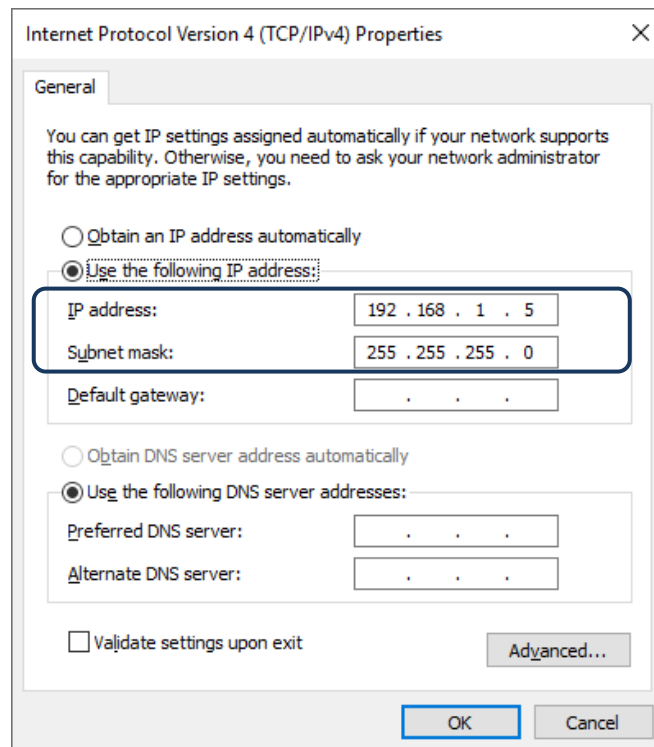 Internet Protocol Version 4 (TCP/IPv4) Properties
General
You can get IP settings assigned automatically if your network supports
this capability. Otherwise, you need to ask your network administrator
for the appropriate IP settings.
Obtain an IP address automatically
Use the following IP address:
IP address: 192 . 168 . 1 . 5
Subnet mask: 255 . 255 . 255 . 0
Default gateway: . . .
Obtain DNS server address automatically
Use the following DNS server addresses:
Preferred DNS server: . . .
Alternate DNS server: . . .
Validate settings upon exit
Advanced...
OK Cancel